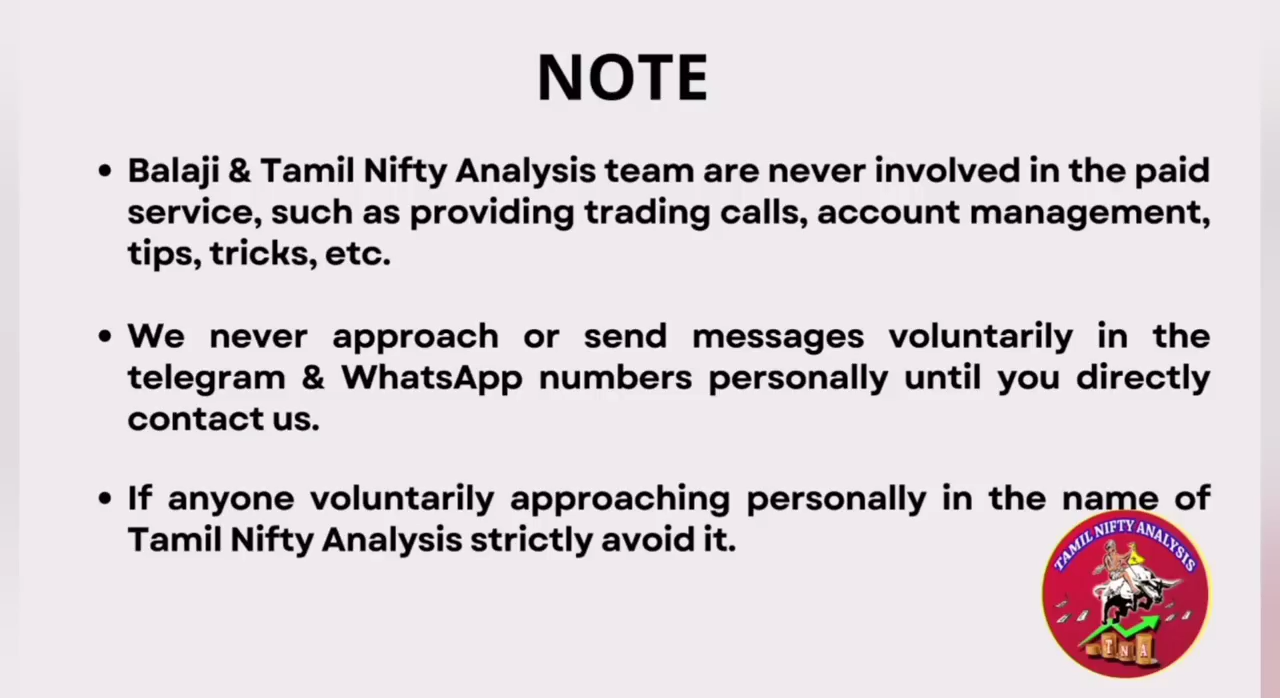 NOTE
• Balaji & Tamil Nifty Analysis team are never involved in the paid
service, such as providing trading calls, account management,
tips, tricks, etc.
• We never approach or send messages voluntarily in the
telegram & WhatsApp numbers personally until you directly
contact us.
• If anyone voluntarily approaching personally in the name of
Tamil Nifty Analysis strictly avoid it.
TAMIL NIFTY ANALYSIS
T N A